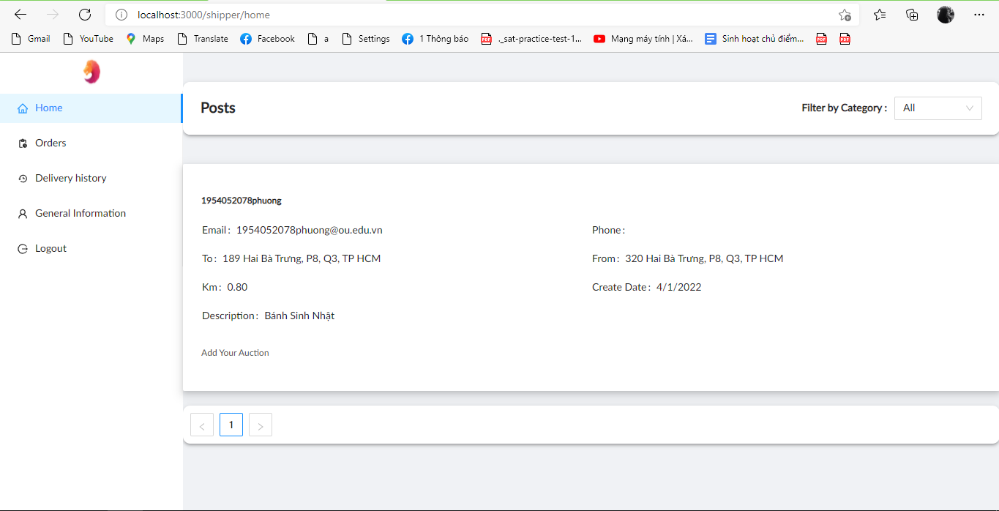 localhost:3000/shipper/home
Gmail YouTube Maps Translate Facebook a Settings 1 Thông báo ._sat-practice-test-1... Mạng máy tính | Xá... Sinh hoạt chủ điểm...
Home
Orders
Delivery history
General Information
Logout
Posts
Filter by Category : All
1954052078phuong
Email : 1954052078phuong@ou.edu.vn Phone :
To : 189 Hai Bà Trưng, P8, Q3, TP HCM From : 320 Hai Bà Trưng, P8, Q3, TP HCM
Km : 0.80 Create Date : 4/1/2022
Description : Bánh Sinh Nhật
Add Your Auction
< 1 >